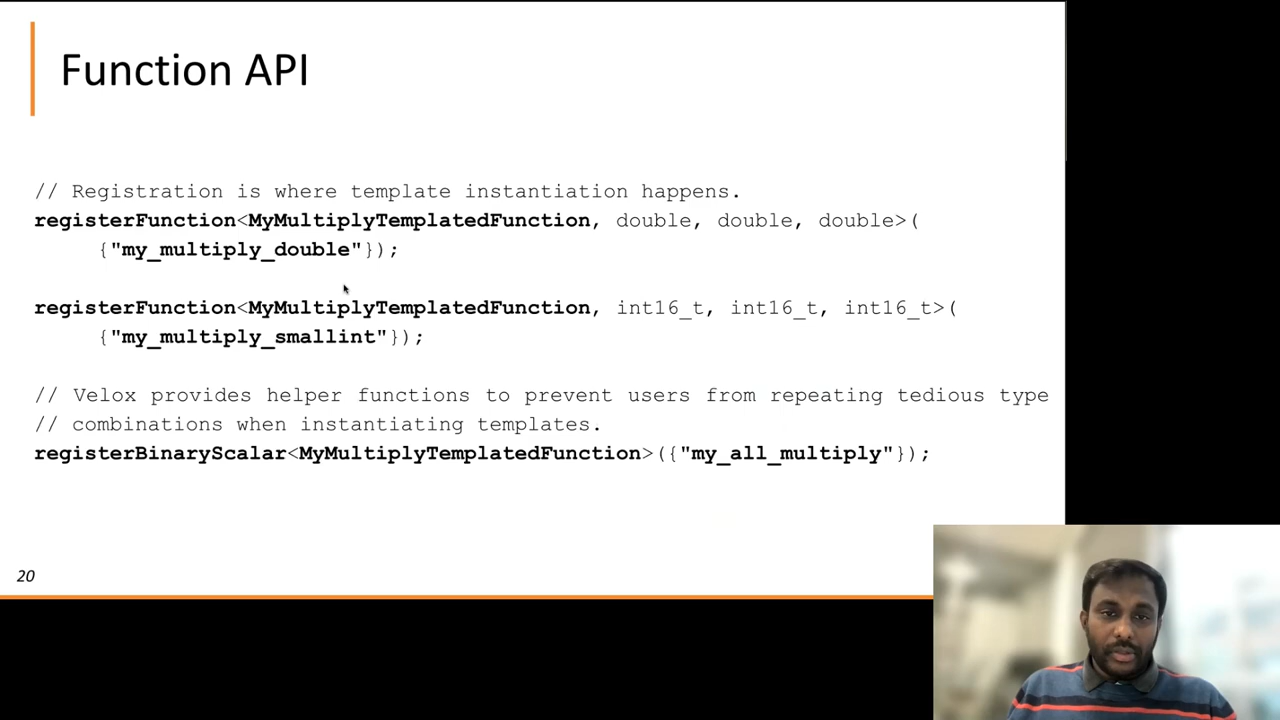 Function API
// Registration is where template instantiation happens.
registerFunction<MyMultiplyTemplatedFunction, double, double, double>(
{"my_multiply_double"});
registerFunction<MyMultiplyTemplatedFunction, int16_t, int16_t, int16_t>(
{"my_multiply_smallint"});
// Velox provides helper functions to prevent users from repeating tedious type
// combinations when instantiating templates.
registerBinaryScalar<MyMultiplyTemplatedFunction>({"my_all_multiply"});
20